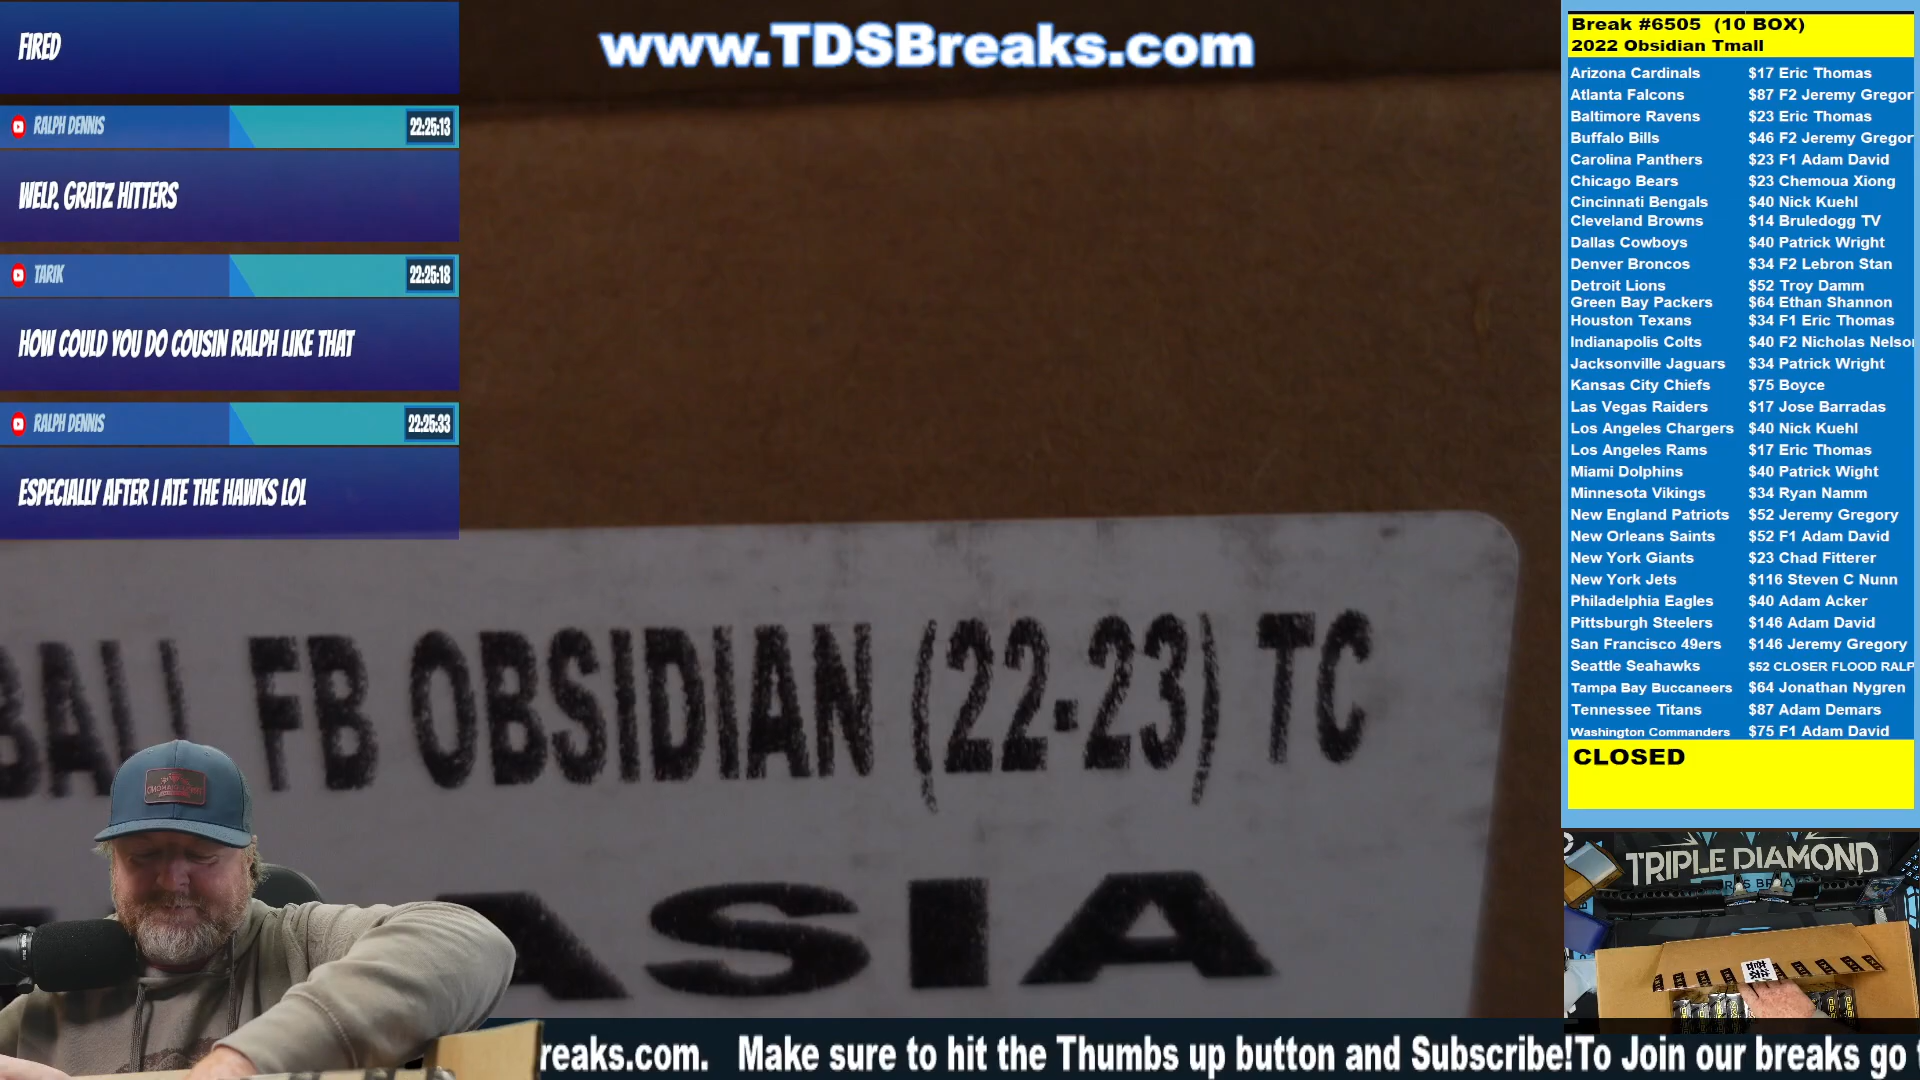 FIRED
RALPH DENNIS 22:25:13
WELP. GRATZ HITTERS
TARIK 22:25:18
HOW COULD YOU DO COUSIN RALPH LIKE THAT
RALPH DENNIS 22:25:33
ESPECIALLY AFTER I ATE THE HAWKS LOL
www.TDSBreaks.com
BALL FB OBSIDIAN (22-23) TC
ASIA
Break #6505 (10 BOX)
2022 Obsidian Tmall
Arizona Cardinals $17 Eric Thomas
Atlanta Falcons $87 F2 Jeremy Gregor
Baltimore Ravens $23 Eric Thomas
Buffalo Bills $46 F2 Jeremy Gregor
Carolina Panthers $23 F1 Adam David
Chicago Bears $23 Chemoua Xiong
Cincinnati Bengals $40 Nick Kuehl
Cleveland Browns $14 Bruledogg TV
Dallas Cowboys $40 Patrick Wright
Denver Broncos $34 F2 Lebron Stan
Detroit Lions $52 Troy Damm
Green Bay Packers $64 Ethan Shannon
Houston Texans $34 F1 Eric Thomas
Indianapolis Colts $40 F2 Nicholas Nelson
Jacksonville Jaguars $34 Patrick Wright
Kansas City Chiefs $75 Boyce
Las Vegas Raiders $17 Jose Barradas
Los Angeles Chargers $40 Nick Kuehl
Los Angeles Rams $17 Eric Thomas
Miami Dolphins $40 Patrick Wight
Minnesota Vikings $34 Ryan Namm
New England Patriots $52 Jeremy Gregory
New Orleans Saints $52 F1 Adam David
New York Giants $23 Chad Fitterer
New York Jets $116 Steven C Nunn
Philadelphia Eagles $40 Adam Acker
Pittsburgh Steelers $146 Adam David
San Francisco 49ers $146 Jeremy Gregory
Seattle Seahawks $52 CLOSER FLOOD RALP
Tampa Bay Buccaneers $64 Jonathan Nygren
Tennessee Titans $87 Adam Demars
Washington Commanders $75 F1 Adam David
CLOSED
TRIPLE DIAMOND
reaks.com. Make sure to hit the Thumbs up button and Subscribe!To Join our breaks go